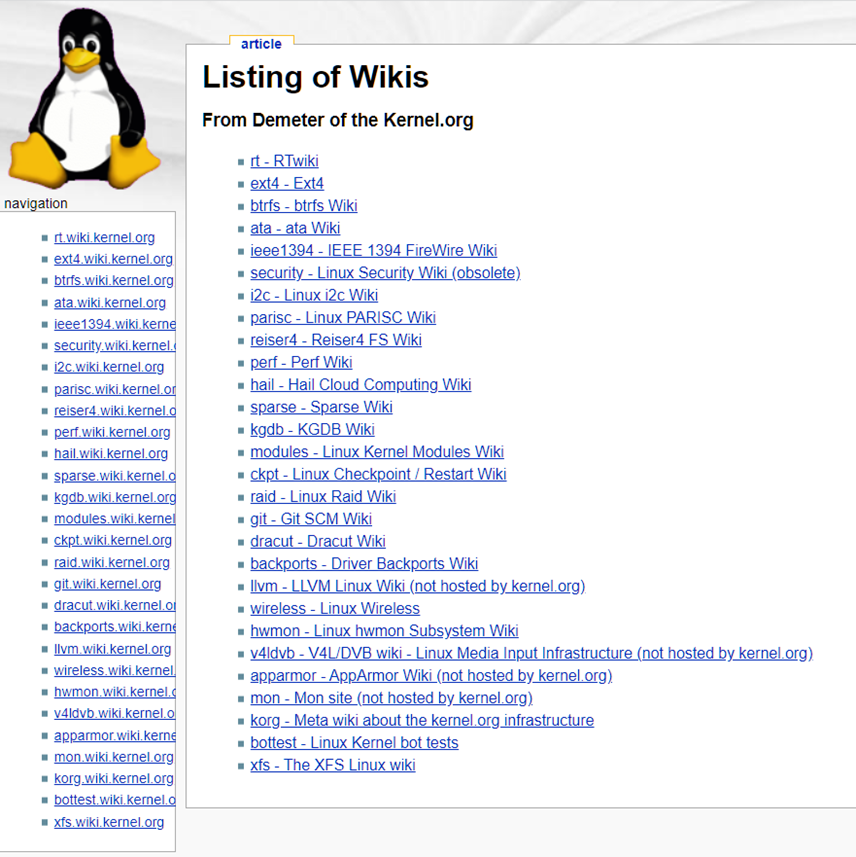 article
Listing of Wikis
From Demeter of the Kernel.org
rt - RTwiki
ext4 - Ext4
btrfs - btrfs Wiki
ata - ata Wiki
ieee1394 - IEEE 1394 FireWire Wiki
security - Linux Security Wiki (obsolete)
i2c - Linux i2c Wiki
parisc - Linux PARISC Wiki
reiser4 - Reiser4 FS Wiki
perf - Perf Wiki
hail - Hail Cloud Computing Wiki
sparse - Sparse Wiki
kgdb - KGDB Wiki
modules - Linux Kernel Modules Wiki
ckpt - Linux Checkpoint / Restart Wiki
raid - Linux Raid Wiki
git - Git SCM Wiki
dracut - Dracut Wiki
backports - Driver Backports Wiki
llvm - LLVM Linux Wiki (not hosted by kernel.org)
wireless - Linux Wireless
hwmon - Linux hwmon Subsystem Wiki
v4ldvb - V4L/DVB wiki - Linux Media Input Infrastructure (not hosted by kernel.org)
apparmor - AppArmor Wiki (not hosted by kernel.org)
mon - Mon site (not hosted by kernel.org)
korg - Meta wiki about the kernel.org infrastructure
bottest - Linux Kernel bot tests
xfs - The XFS Linux wiki
navigation
rt.wiki.kernel.org
ext4.wiki.kernel.org
btrfs.wiki.kernel.org
ata.wiki.kernel.org
ieee1394.wiki.kerne
security.wiki.kernel.
i2c.wiki.kernel.org
parisc.wiki.kernel.or
reiser4.wiki.kernel.o
perf.wiki.kernel.org
hail.wiki.kernel.org
sparse.wiki.kernel.o
kgdb.wiki.kernel.org
modules.wiki.kernel
ckpt.wiki.kernel.org
raid.wiki.kernel.org
git.wiki.kernel.org
dracut.wiki.kernel.or
backports.wiki.kerne
llvm.wiki.kernel.org
wireless.wiki.kernel.
hwmon.wiki.kernel.o
v4ldvb.wiki.kernel.o
apparmor.wiki.kerne
mon.wiki.kernel.org
korg.wiki.kernel.org
bottest.wiki.kernel.o
xfs.wiki.kernel.org